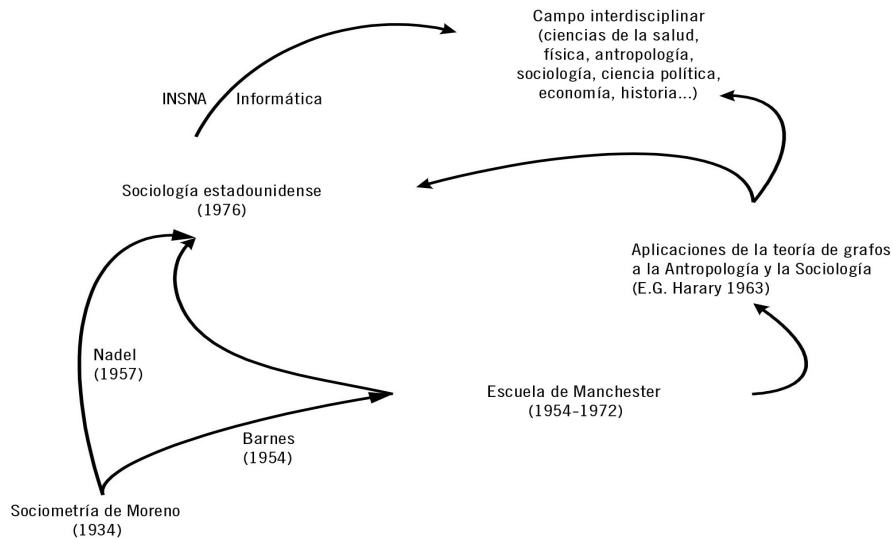 Campo interdisciplinar
(ciencias de la salud,
física, antropología,
sociología, ciencia política,
economía, historia...)
INSNA
Informática
Sociología estadounidense
(1976)
Aplicaciones de la teoría de grafos
a la Antropología y la Sociología
(E.G. Harary 1963)
Nadel
(1957)
Escuela de Manchester
(1954-1972)
Barnes
(1954)
Sociometría de Moreno
(1934)